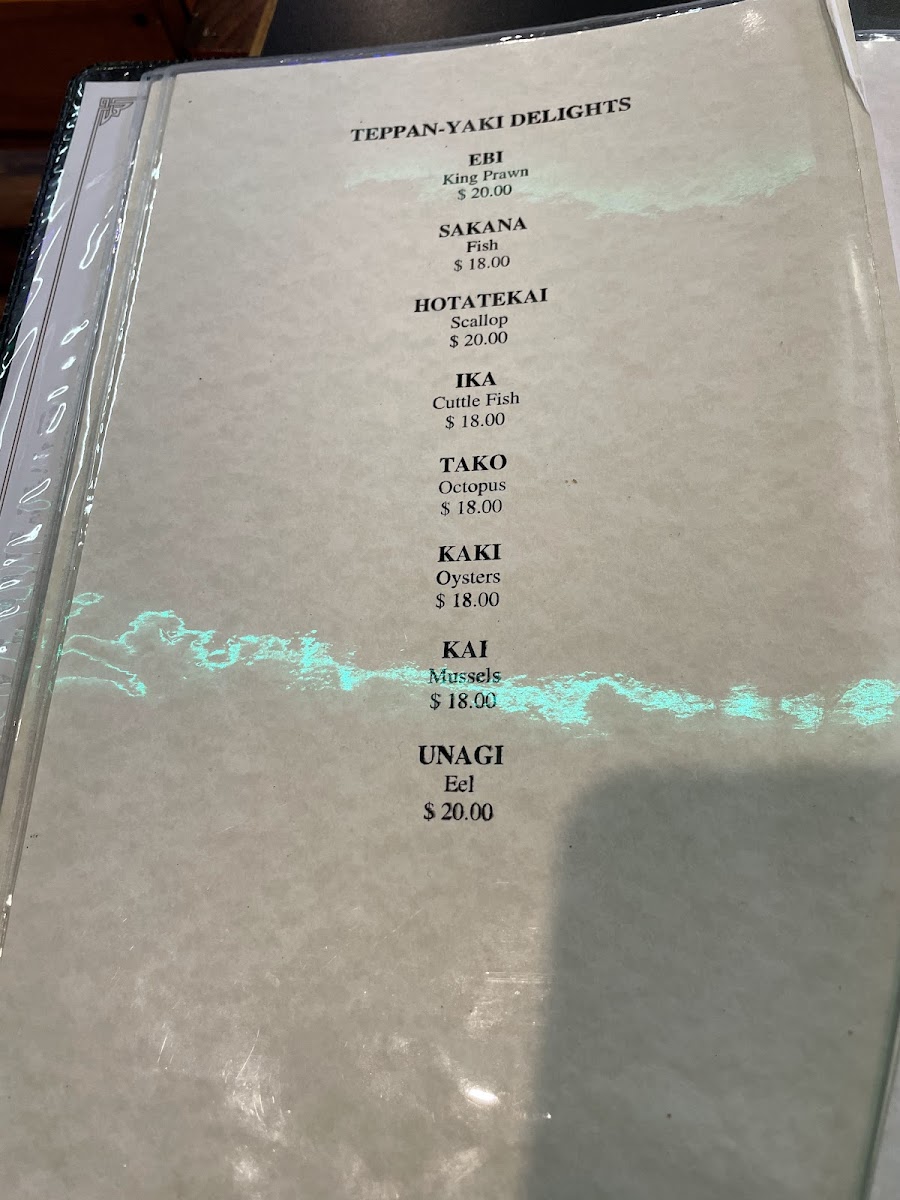 TEPPAN-YAKI DELIGHTS
EBI
King Prawn
$ 20.00
SAKANA
Fish
$ 18.00
HOTATEKAI
Scallop
$ 20.00
IKA
Cuttle Fish
$ 18.00
TAKO
Octopus
$ 18.00
KAKI
Oysters
$ 18.00
KAI
Mussels
$ 18.00
UNAGI
Eel
$ 20.00